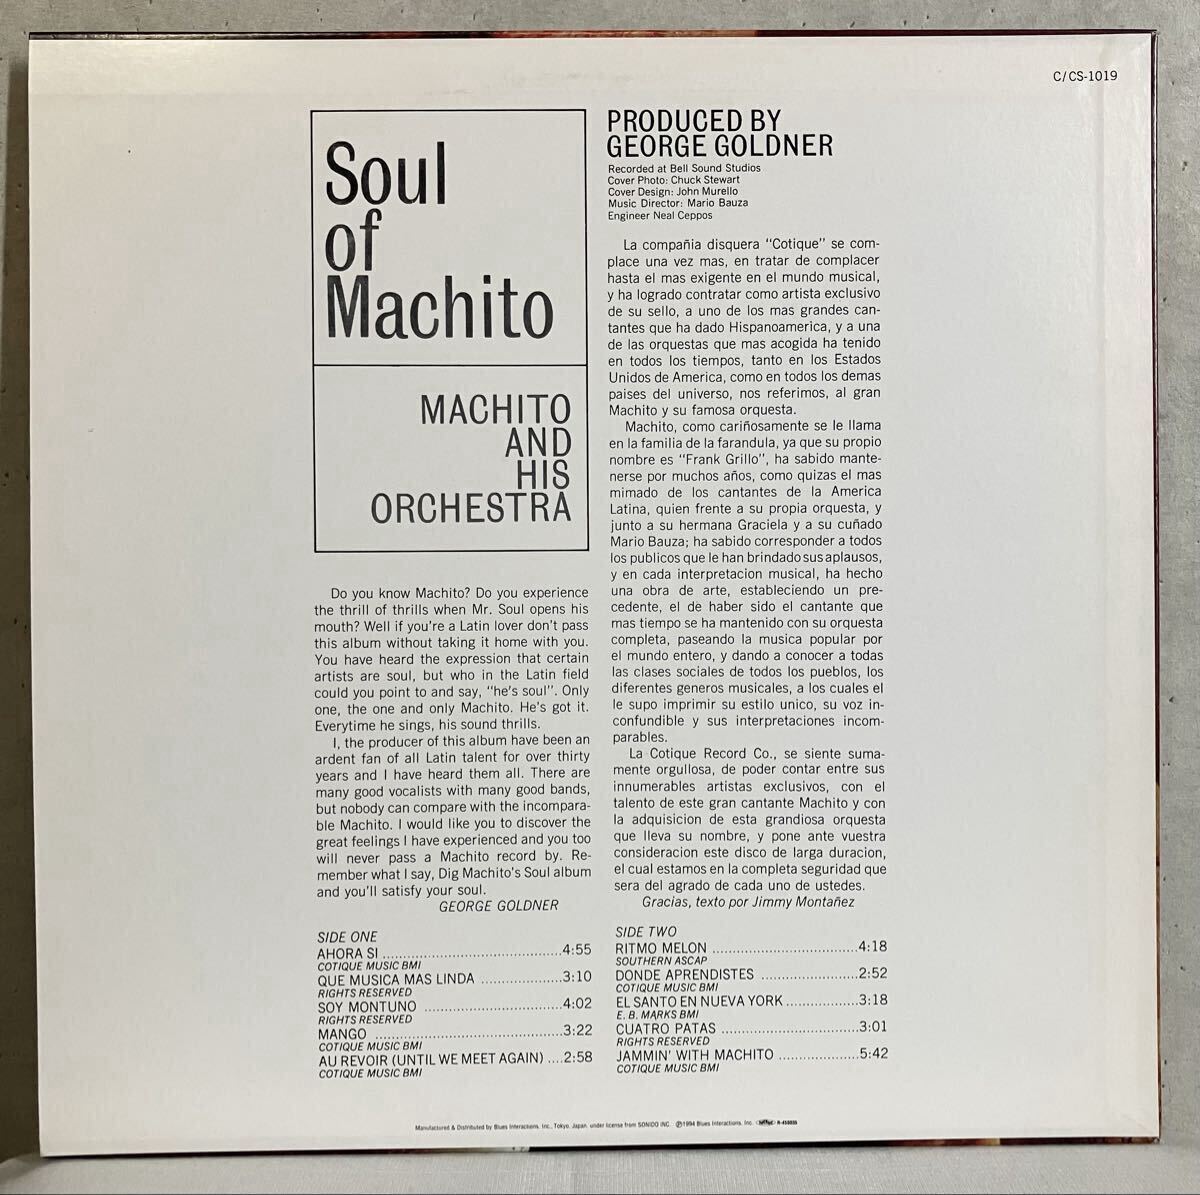 C/CS-1019
Soul
of
Machito
MACHITO
AND
HIS
ORCHESTRA
Do you know Machito? Do you experience
the thrill of thrills when Mr. Soul opens his
mouth? Well if you're a Latin lover don't pass
this album without taking it home with you.
You have heard the expression that certain
artists are soul, but who in the Latin field
could you point to and say, "he's soul". Only
one, the one and only Machito. He's got it.
Everytime he sings, his sound thrills.
I, the producer of this album have been an
ardent fan of all Latin talent for over thirty
years and I have heard them all. There are
many good vocalists with many good bands,
but nobody can compare with the incompara-
ble Machito. I would like you to discover the
great feelings I have experienced and you too
will never pass a Machito record by. Re-
member what I say, Dig Machito's Soul album
and you'll satisfy your soul.
GEORGE GOLDNER
SIDE ONE
AHORA SI ............................................4:55
COTIQUE MUSIC BMI
QUE MUSICA MAS LINDA ..................3:10
RIGHTS RESERVED
SOY MONTUNO ...............................4:02
RIGHTS RESERVED
MANGO ..........................................3:22
COTIQUE MUSIC BMI
AU REVOIR (UNTIL WE MEET AGAIN) ....2:58
COTIQUE MUSIC BMI
PRODUCED BY
GEORGE GOLDNER
Recorded at Bell Sound Studios
Cover Photo: Chuck Stewart
Cover Design: John Murello
Music Director: Mario Bauza
Engineer Neal Ceppos
La compañia disquera "Cotique" se com-
place una vez mas, en tratar de complacer
hasta el mas exigente en el mundo musical,
y ha logrado contratar como artista exclusivo
de su sello, a uno de los mas grandes can-
tantes que ha dado Hispanoamerica, y a una
de las orquestas que mas acogida ha tenido
en todos los tiempos, tanto en los Estados
Unidos de America, como en todos los demas
paises del universo, nos referimos, al gran
Machito y su famosa orquesta.
Machito, como cariñosamente se le llama
en la familia de la farandula, ya que su propio
nombre es "Frank Grillo", ha sabido mante-
nerse por muchos años, como quizas el mas
mimado de los cantantes de la America
Latina, quien frente a su propia orquesta, y
junto a su hermana Graciela y a su cuñado
Mario Bauza; ha sabido corresponder a todos
los publicos que le han brindado sus aplausos,
y en cada interpretacion musical, ha hecho
una obra de arte, estableciendo un pre-
cedente, el de haber sido el cantante que
mas tiempo se ha mantenido con su orquesta
completa, paseando la musica popular por
el mundo entero, y dando a conocer a todas
las clases sociales de todos los pueblos, los
diferentes generos musicales, a los cuales el
le supo imprimir su estilo unico, su voz in-
confundible y sus interpretaciones incom-
parables.
La Cotique Record Co., se siente suma-
mente orgullosa, de poder contar entre sus
innumerables artistas exclusivos, con el
talento de este gran cantante Machito y con
la adquisicion de esta grandiosa orquesta
que lleva su nombre, y pone ante vuestra
consideracion este disco de larga duracion,
el cual estamos en la completa seguridad que
sera del agrado de cada uno de ustedes.
Gracias, texto por Jimmy Montañez
SIDE TWO
RITMO MELON ...................................4:18
SOUTHERN ASCAP
DONDE APRENDISTES .......................2:52
COTIQUE MUSIC BMI
EL SANTO EN NUEVA YORK.................3:18
E. B. MARKS BMI
CUATRO PATAS .................................3:01
RIGHTS RESERVED
JAMMIN' WITH MACHITO ...................5:42
COTIQUE MUSIC BMI
Manufactured & Distributed by Blues Interactions, Inc., Tokyo, Japan, under license from SONIDO INC. Ⓟ1994 Blues Interactions, Inc.